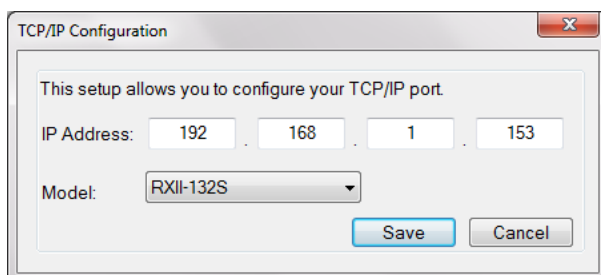 TCP/IP Configuration
This setup allows you to configure your TCP/IP port.
IP Address: 192 . 168 . 1 . 153
Model: RXII-132S
Save Cancel